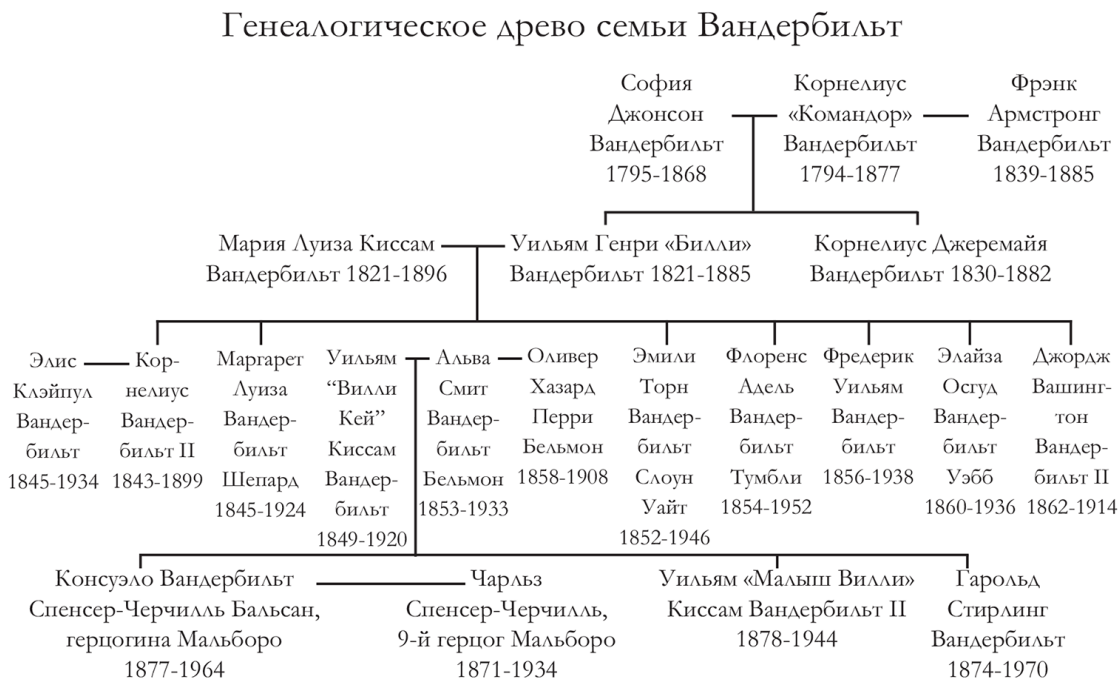 Генеалогическое древо семьи Вандербильт
София
Джонсон
Вандербильт
1795-1868
Корнелиус
«Командор»
Вандербильт
1794-1877
Фрэнк
Армстронг
Вандербильт
1839-1885
Мария Луиза Киссам
Вандербильт 1821-1896
Уильям Генри «Билли»
Вандербильт 1821-1885
Корнелиус Джеремайя
Вандербильт 1830-1882
Элис
Клэйпул
Вандер-
бильт
1845-1934
Кор-
нелиус
Вандер-
бильт II
1843-1899
Маргарет
Луиза
Вандер-
бильт
Шепард
1845-1924
Уильям
“Вилли
Кей”
Киссам
Вандер-
бильт
1849-1920
Альва
Смит
Вандер-
бильт
Бельмон
1853-1933
Оливер
Хазард
Перри
Бельмон
1858-1908
Эмили
Торн
Вандер-
бильт
Слоун
Уайт
1852-1946
Флоренс
Адель
Вандер-
бильт
Тумбли
1854-1952
Фредерик
Уильям
Вандер-
бильт
1856-1938
Элайза
Осгуд
Вандер-
бильт
Уэбб
1860-1936
Джордж
Вашинг-
тон
Вандер-
бильт II
1862-1914
Консуэло Вандербильт
Спенсер-Черчилль Бальсан,
герцогина Мальборо
1877-1964
Чарльз
Спенсер-Черчилль,
9-й герцог Мальборо
1871-1934
Уильям «Малыш Вилли»
Киссам Вандербильт II
1878-1944
Гарольд
Стирлинг
Вандербильт
1874-1970